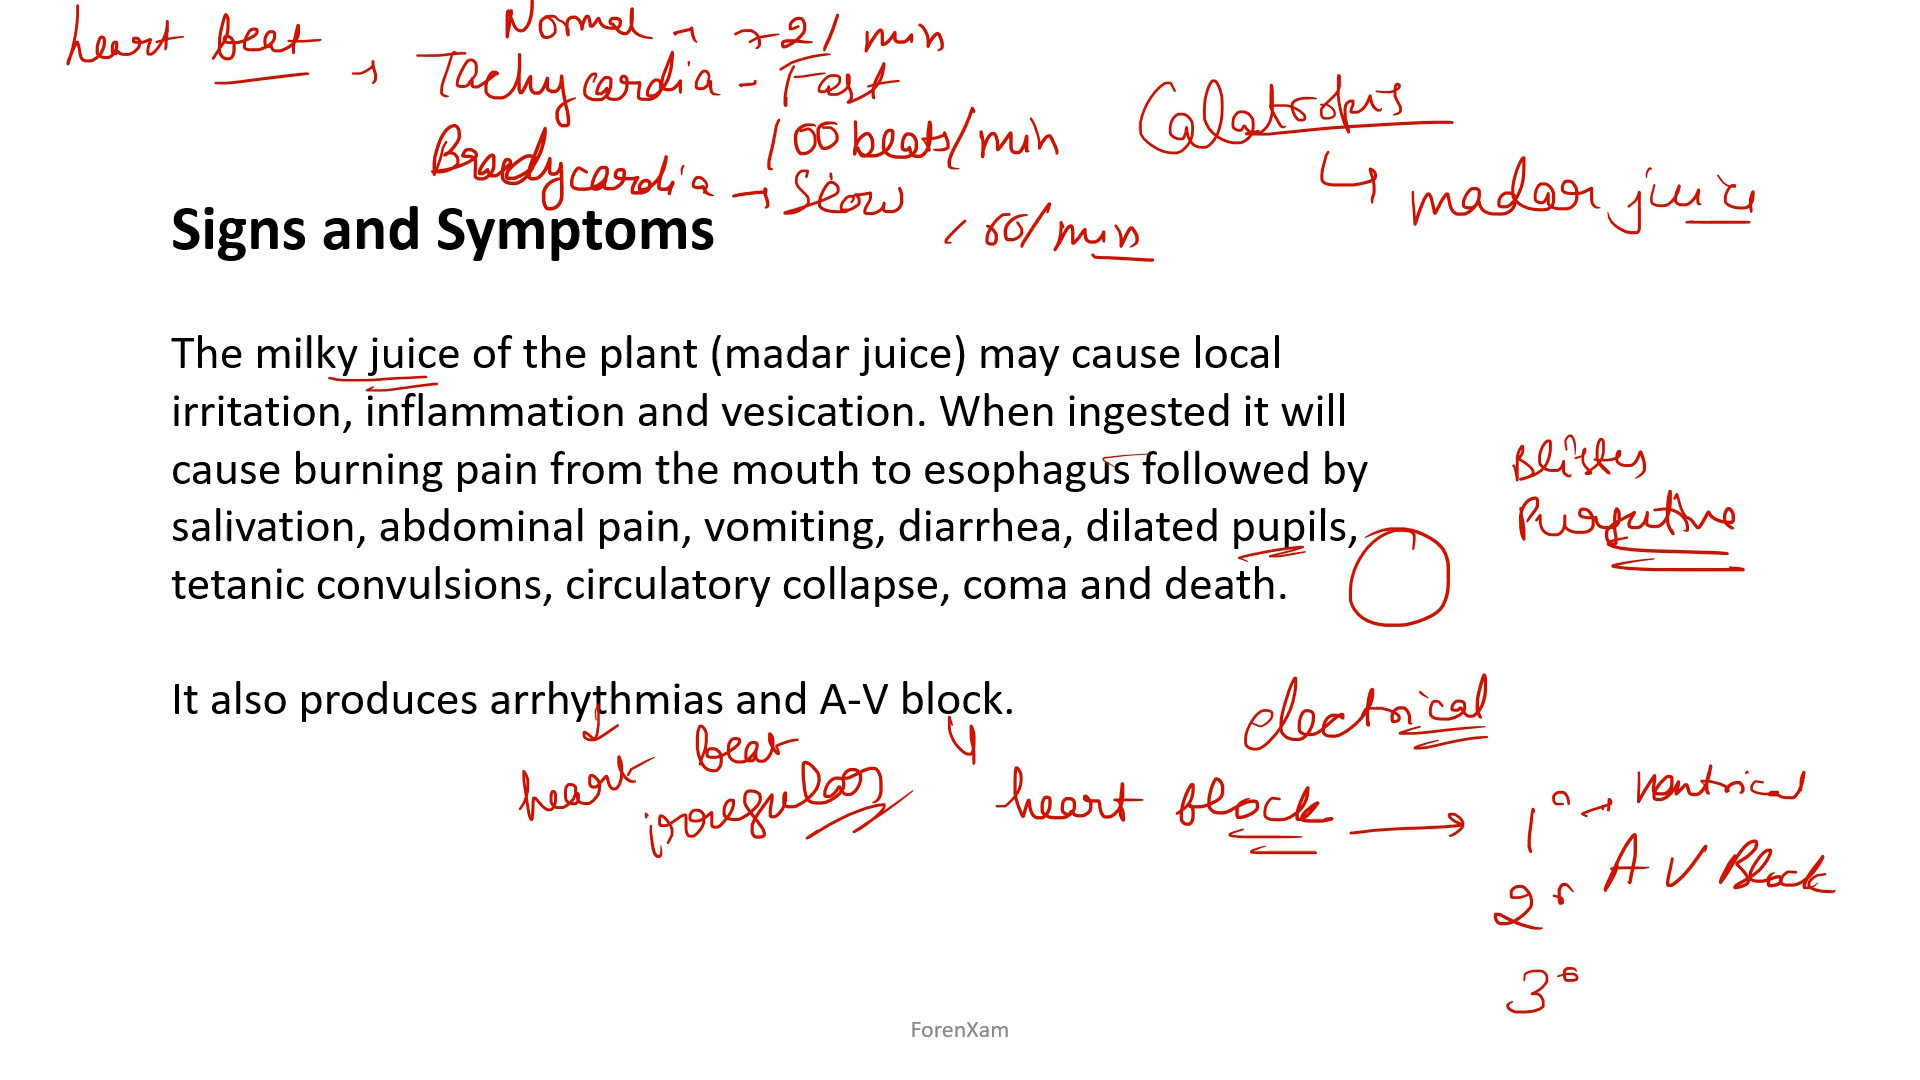 heart beat → Normal → 72/ min
Tachycardia - Fast
100 beats/min
Bradycardia → Slow
< 60/min
Calotropis
↳ madar juice
Signs and Symptoms
The milky juice of the plant (madar juice) may cause local
irritation, inflammation and vesication. When ingested it will
cause burning pain from the mouth to esophagus followed by
salivation, abdominal pain, vomiting, diarrhea, dilated pupils,
tetanic convulsions, circulatory collapse, coma and death.
Blisters
Purgative
It also produces arrhythmias and A-V block.
heart beat
irregular
electrical
heart block → 1° → ventrical
A V Block
2°
3°
ForenXam